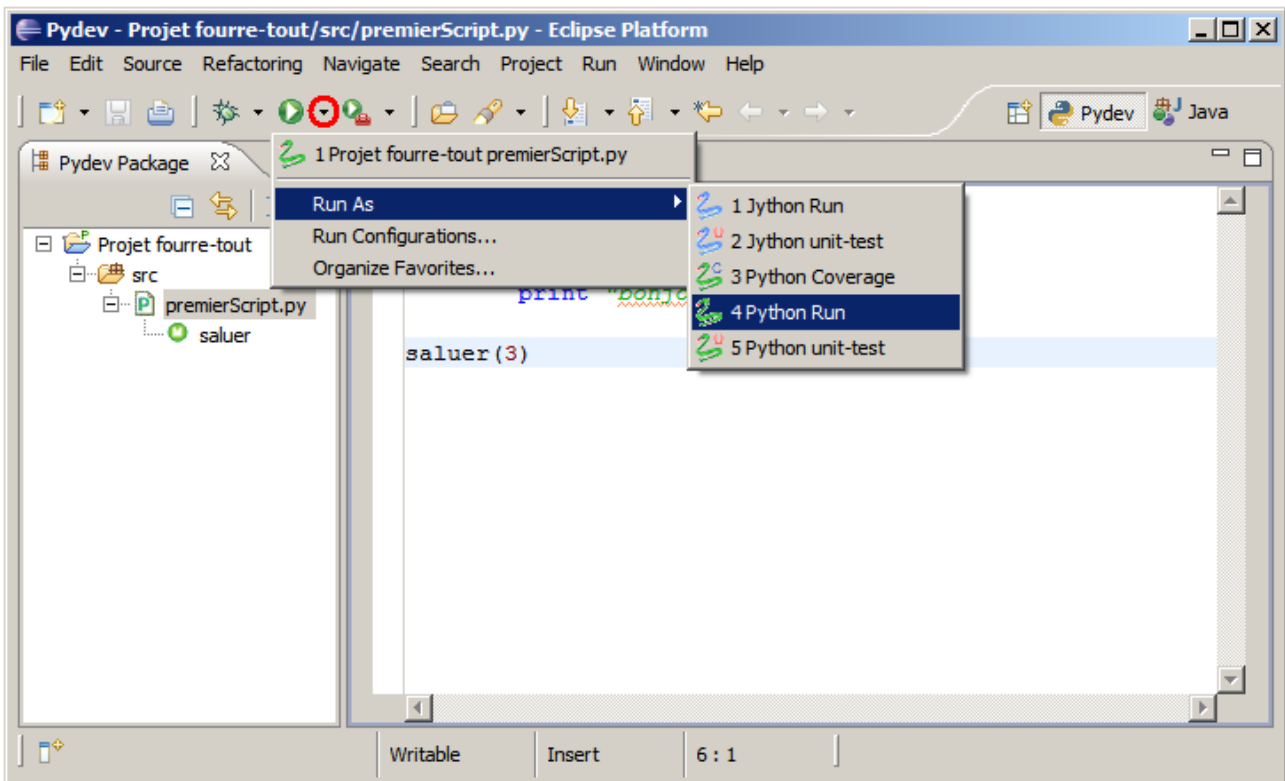 Pydev - Projet fourre-tout/src/premierScript.py - Eclipse Platform
File Edit Source Refactoring Navigate Search Project Run Window Help
Pydev Java
Pydev Package
1 Projet fourre-tout premierScript.py
Run As
Run Configurations...
Organize Favorites...
1 Jython Run
2 Jython unit-test
3 Python Coverage
4 Python Run
5 Python unit-test
Projet fourre-tout
src
premierScript.py
saluer
print
saluer(3)
Writable Insert 6 : 1